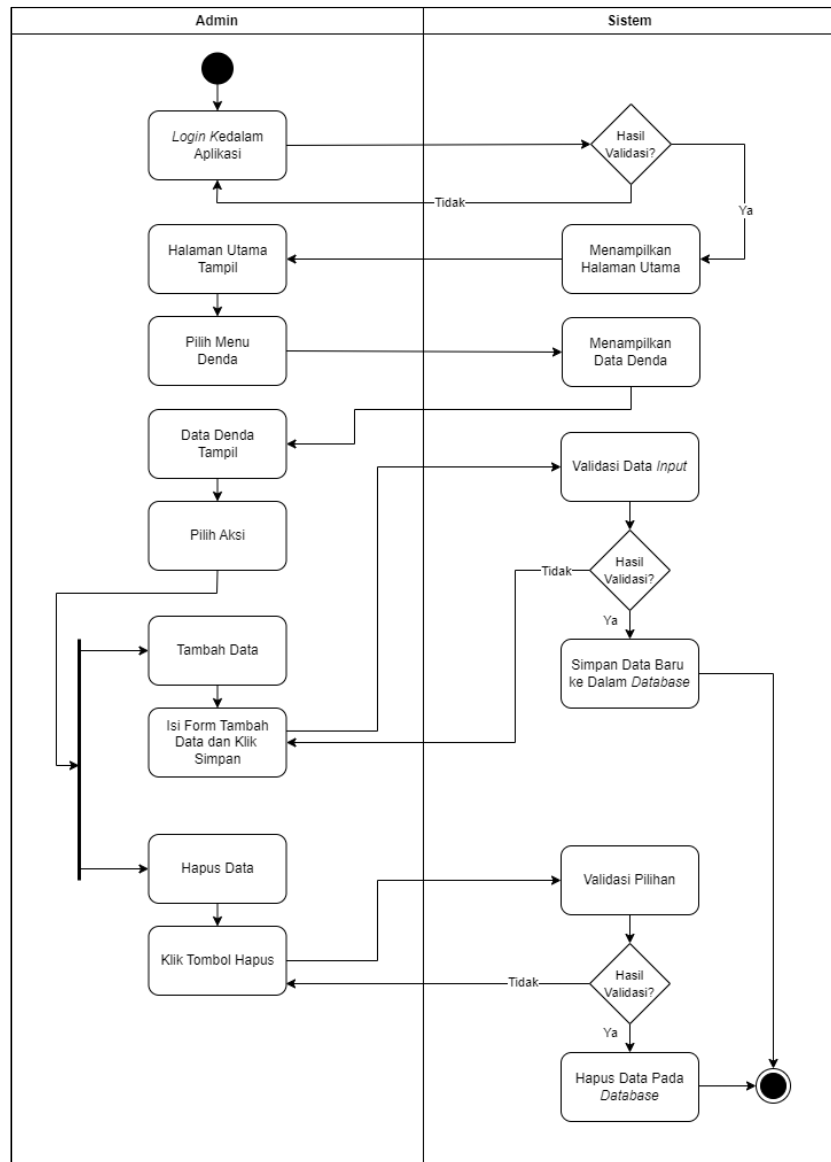 Admin
Sistem
Login Kedalam
Aplikasi
Hasil
Validasi?
Tidak
Ya
Halaman Utama
Tampil
Menampilkan
Halaman Utama
Pilih Menu
Denda
Menampilkan
Data Denda
Data Denda
Tampil
Validasi Data Input
Pilih Aksi
Hasil
Validasi?
Tidak
Ya
Tambah Data
Simpan Data Baru
ke Dalam Database
Isi Form Tambah
Data dan Klik
Simpan
Hapus Data
Validasi Pilihan
Klik Tombol Hapus
Hasil
Validasi?
Tidak
Ya
Hapus Data Pada
Database